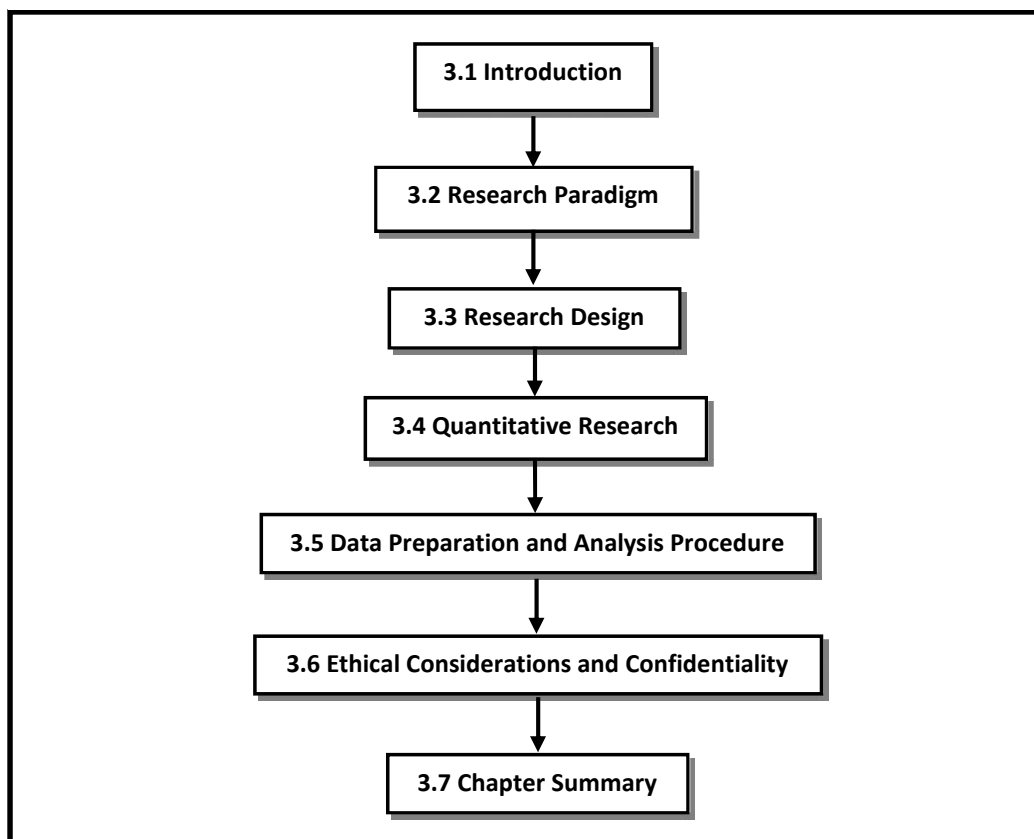 3.1 Introduction
3.2 Research Paradigm
3.3 Research Design
3.4 Quantitative Research
3.5 Data Preparation and Analysis Procedure
3.6 Ethical Considerations and Confidentiality
3.7 Chapter Summary